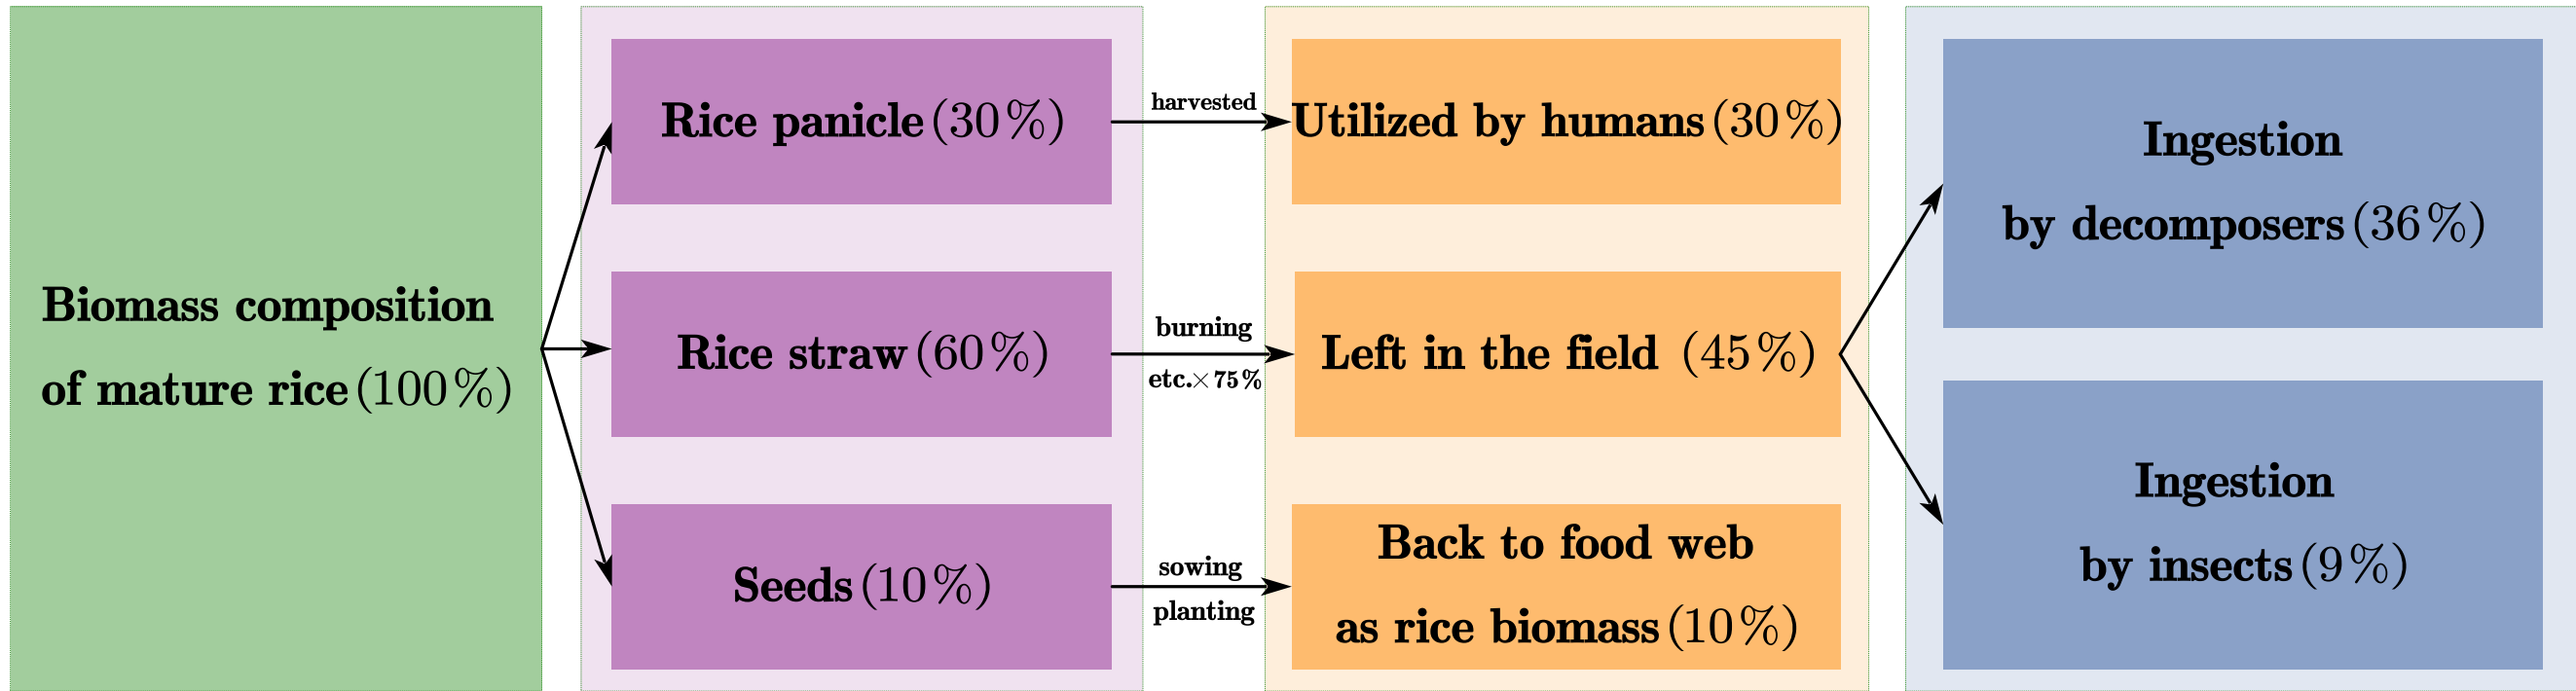 Biomass composition
of mature rice(100%)
Rice panicle(30%)
Rice straw(60%)
Seeds(10%)
harvested
burning
etc.×75%
sowing
planting
Utilized by humans(30%)
Left in the field (45%)
Back to food web
as rice biomass(10%)
Ingestion
by decomposers(36%)
Ingestion
by insects(9%)